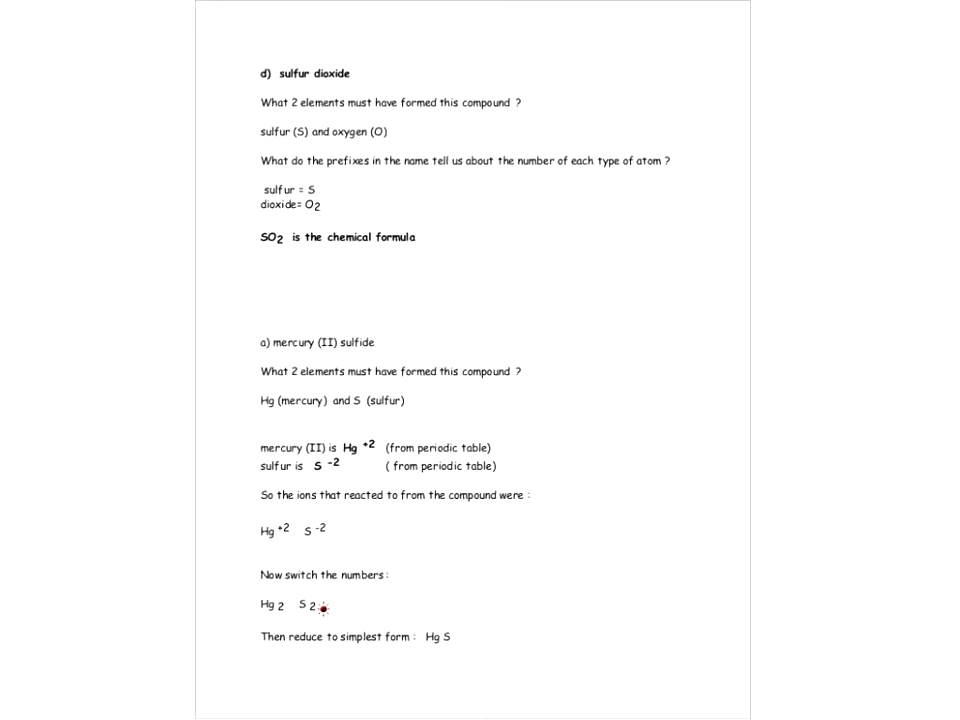 d) sulfur dioxide
What 2 elements must have formed this compound ?
sulfur (S) and oxygen (O)
What do the prefixes in the name tell us about the number of each type of atom ?
sulfur = S
dioxide= O2
SO2 is the chemical formula
a) mercury (II) sulfide
What 2 elements must have formed this compound ?
Hg (mercury) and S (sulfur)
mercury (II) is Hg +2 (from periodic table)
sulfur is S -2 ( from periodic table)
So the ions that reacted to from the compound were :
Hg +2 S -2
Now switch the numbers :
Hg 2 S 2
Then reduce to simplest form : Hg S